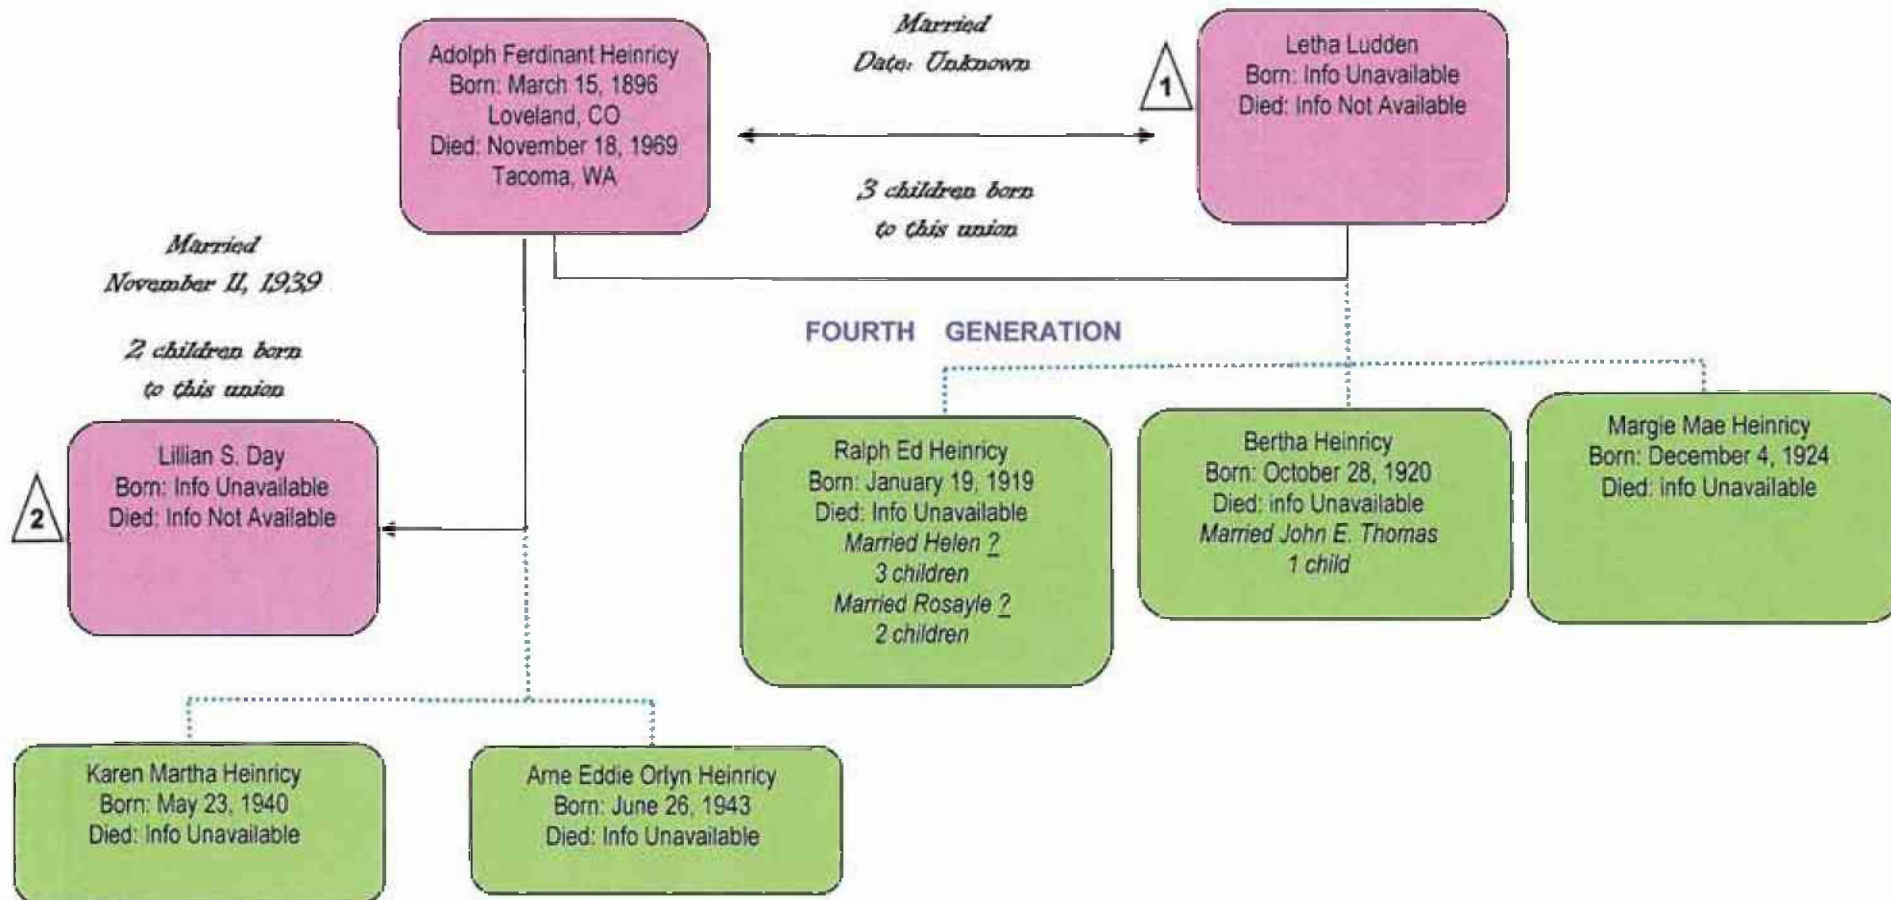 Adolph Ferdinant Heinricy
Born: March 15, 1896
Loveland, CO
Died: November 18, 1969
Tacoma, WA
Married
Date: Unknown
3 children born
to this union
1
Letha Ludden
Born: Info Unavailable
Died: Info Not Available
Married
November 11, 1939
2 children born
to this union
2
Lillian S. Day
Born: Info Unavailable
Died: Info Not Available
FOURTH GENERATION
Ralph Ed Heinricy
Born: January 19, 1919
Died: Info Unavailable
Married Helen ?
3 children
Married Rosayle ?
2 children
Bertha Heinricy
Born: October 28, 1920
Died: info Unavailable
Married John E. Thomas
1 child
Margie Mae Heinricy
Born: December 4, 1924
Died: info Unavailable
Karen Martha Heinricy
Born: May 23, 1940
Died: Info Unavailable
Arne Eddie Orlyn Heinricy
Born: June 26, 1943
Died: Info Unavailable